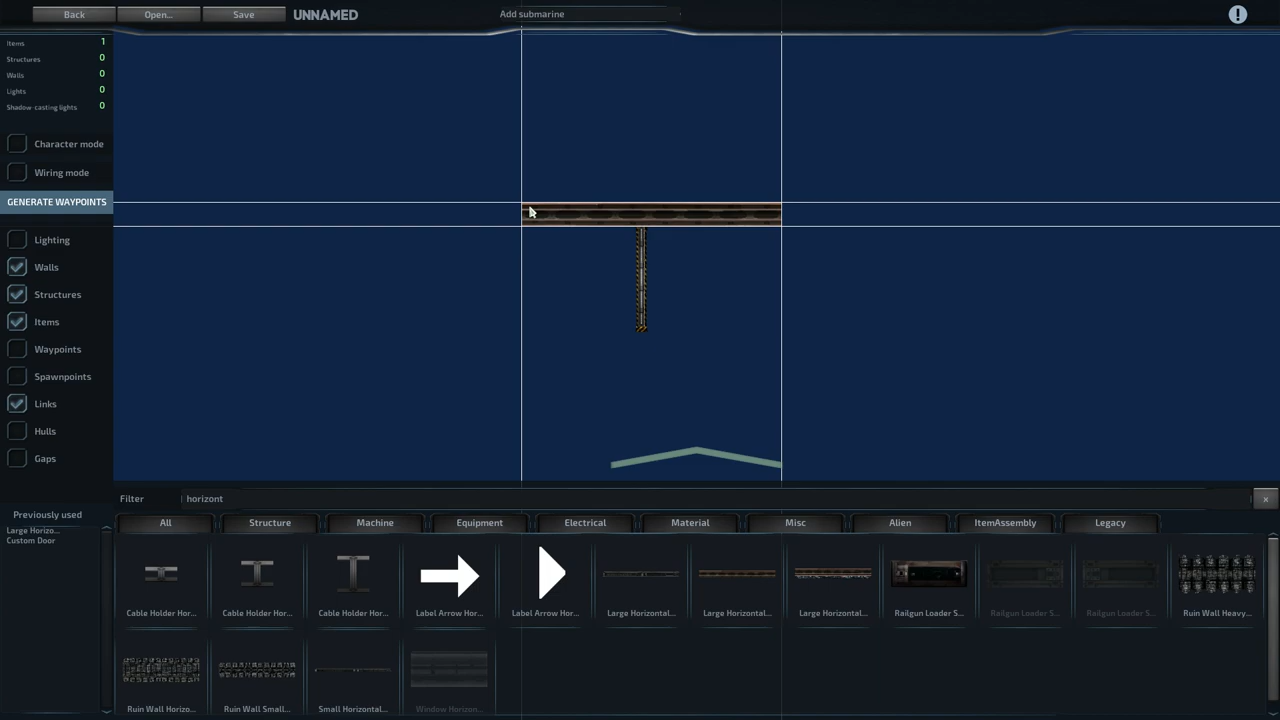 Back
Open...
Save
UNNAMED
Add submarine
Items 1
Structures 0
Walls 0
Lights 0
Shadow-casting lights 0
Character mode
Wiring mode
GENERATE WAYPOINTS
Lighting
Walls
Structures
Items
Waypoints
Spawnpoints
Links
Hulls
Gaps
Previously used
Large Horizo...
Custom Door
Filter horizont
All
Structure
Machine
Equipment
Electrical
Material
Misc
Alien
ItemAssembly
Legacy
Cable Holder Hor...
Cable Holder Hor...
Cable Holder Hor...
Label Arrow Hor...
Label Arrow Hor...
Large Horizontal...
Large Horizontal...
Large Horizontal...
Railgun Loader S...
Railgun Loader S...
Railgun Loader S...
Ruin Wall Heavy...
Ruin Wall Horizo...
Ruin Wall Small...
Small Horizontal...
Window Horizon...